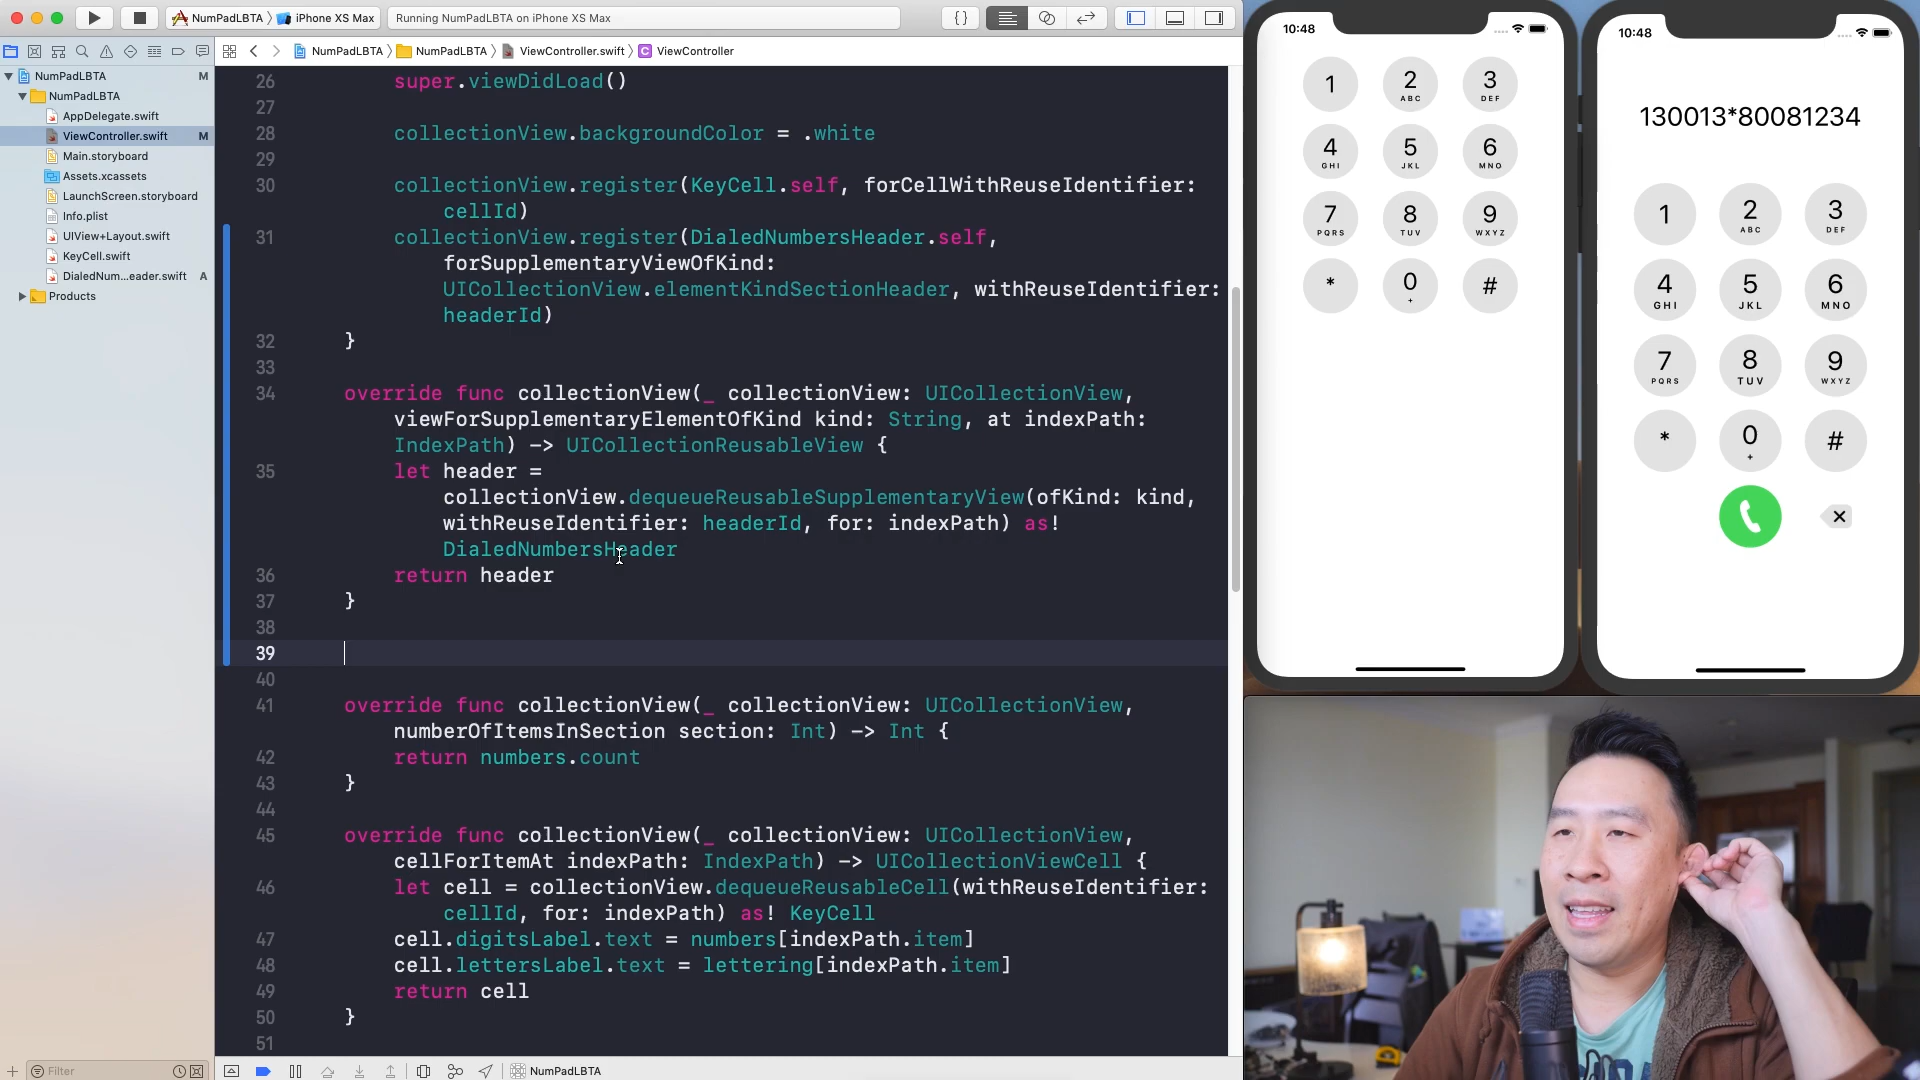 NumPadLBTA
iPhone XS Max
Running NumPadLBTA on iPhone XS Max
NumPadLBTA
NumPadLBTA
ViewController.swift
ViewController
NumPadLBTA M
NumPadLBTA
AppDelegate.swift
ViewController.swift M
Main.storyboard
Assets.xcassets
LaunchScreen.storyboard
Info.plist
UIView+Layout.swift
KeyCell.swift
DialedNum...eader.swift A
Products
Filter
26 super.viewDidLoad()
27
28 collectionView.backgroundColor = .white
29
30 collectionView.register(KeyCell.self, forCellWithReuseIdentifier:
cellId)
31 collectionView.register(DialedNumbersHeader.self,
forSupplementaryViewOfKind:
UICollectionView.elementKindSectionHeader, withReuseIdentifier:
headerId)
32 }
33
34 override func collectionView(_ collectionView: UICollectionView,
viewForSupplementaryElementOfKind kind: String, at indexPath:
IndexPath) -> UICollectionReusableView {
35 let header =
collectionView.dequeueReusableSupplementaryView(ofKind: kind,
withReuseIdentifier: headerId, for: indexPath) as!
DialedNumbersHeader
36 return header
37 }
38
39
40
41 override func collectionView(_ collectionView: UICollectionView,
numberOfItemsInSection section: Int) -> Int {
42 return numbers.count
43 }
44
45 override func collectionView(_ collectionView: UICollectionView,
cellForItemAt indexPath: IndexPath) -> UICollectionViewCell {
46 let cell = collectionView.dequeueReusableCell(withReuseIdentifier:
cellId, for: indexPath) as! KeyCell
47 cell.digitsLabel.text = numbers[indexPath.item]
48 cell.lettersLabel.text = lettering[indexPath.item]
49 return cell
50 }
51
NumPadLBTA
10:48
1 2 3
ABC DEF
4 5 6
GHI JKL MNO
7 8 9
PQRS TUV WXYZ
* 0 #
+
10:48
130013*80081234
1 2 3
ABC DEF
4 5 6
GHI JKL MNO
7 8 9
PQRS TUV WXYZ
* 0 #
+